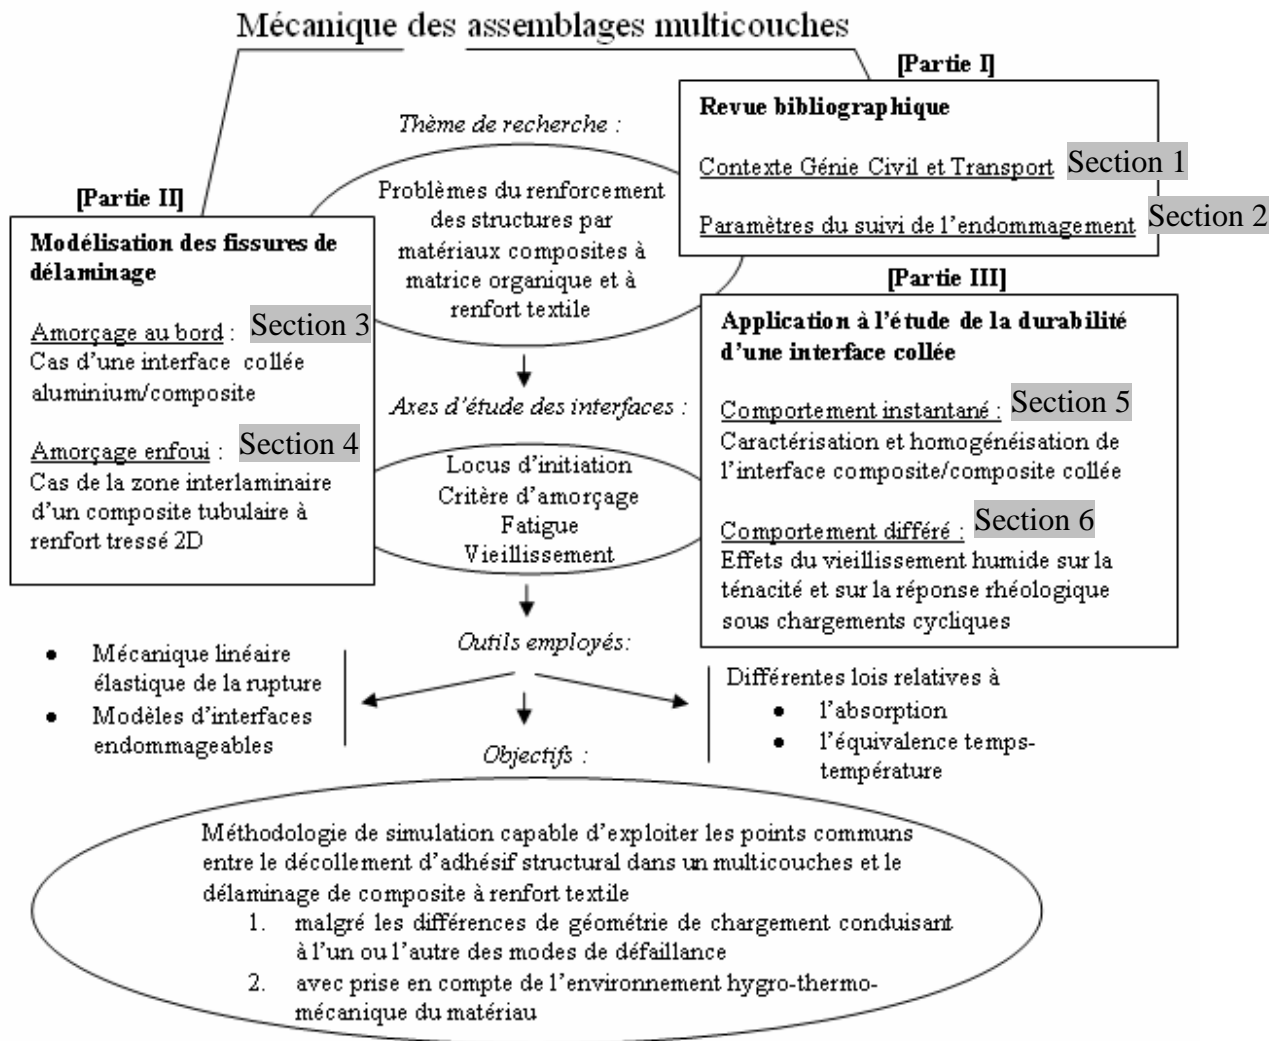 Mécanique des assemblages multicouches
[Partie I]
Revue bibliographique
Contexte Génie Civil et Transport Section 1
Paramètres du suivi de l'endommagement Section 2
Thème de recherche :
Problèmes du renforcement
des structures par
matériaux composites à
matrice organique et à
renfort textile
[Partie II]
Modélisation des fissures de
délaminage
Amorçage au bord : Section 3
Cas d'une interface collée
aluminium/composite
Amorçage enfoui : Section 4
Cas de la zone interlaminaire
d'un composite tubulaire à
renfort tressé 2D
[Partie III]
Application à l'étude de la durabilité
d'une interface collée
Comportement instantané : Section 5
Caractérisation et homogénéisation de
l'interface composite/composite collée
Comportement différé : Section 6
Effets du vieillissement humide sur la
ténacité et sur la réponse rhéologique
sous chargements cycliques
Axes d'étude des interfaces :
Locus d'initiation
Critère d'amorçage
Fatigue
Vieillissement
Outils employés:
• Mécanique linéaire
élastique de la rupture
• Modèles d'interfaces
endommageables
Différentes lois relatives à
• l'absorption
• l'équivalence temps-
température
Objectifs :
Méthodologie de simulation capable d'exploiter les points communs
entre le décollement d'adhésif structural dans un multicouches et le
délaminage de composite à renfort textile
1. malgré les différences de géométrie de chargement conduisant
à l'un ou l'autre des modes de défaillance
2. avec prise en compte de l'environnement hygro-thermo-
mécanique du matériau